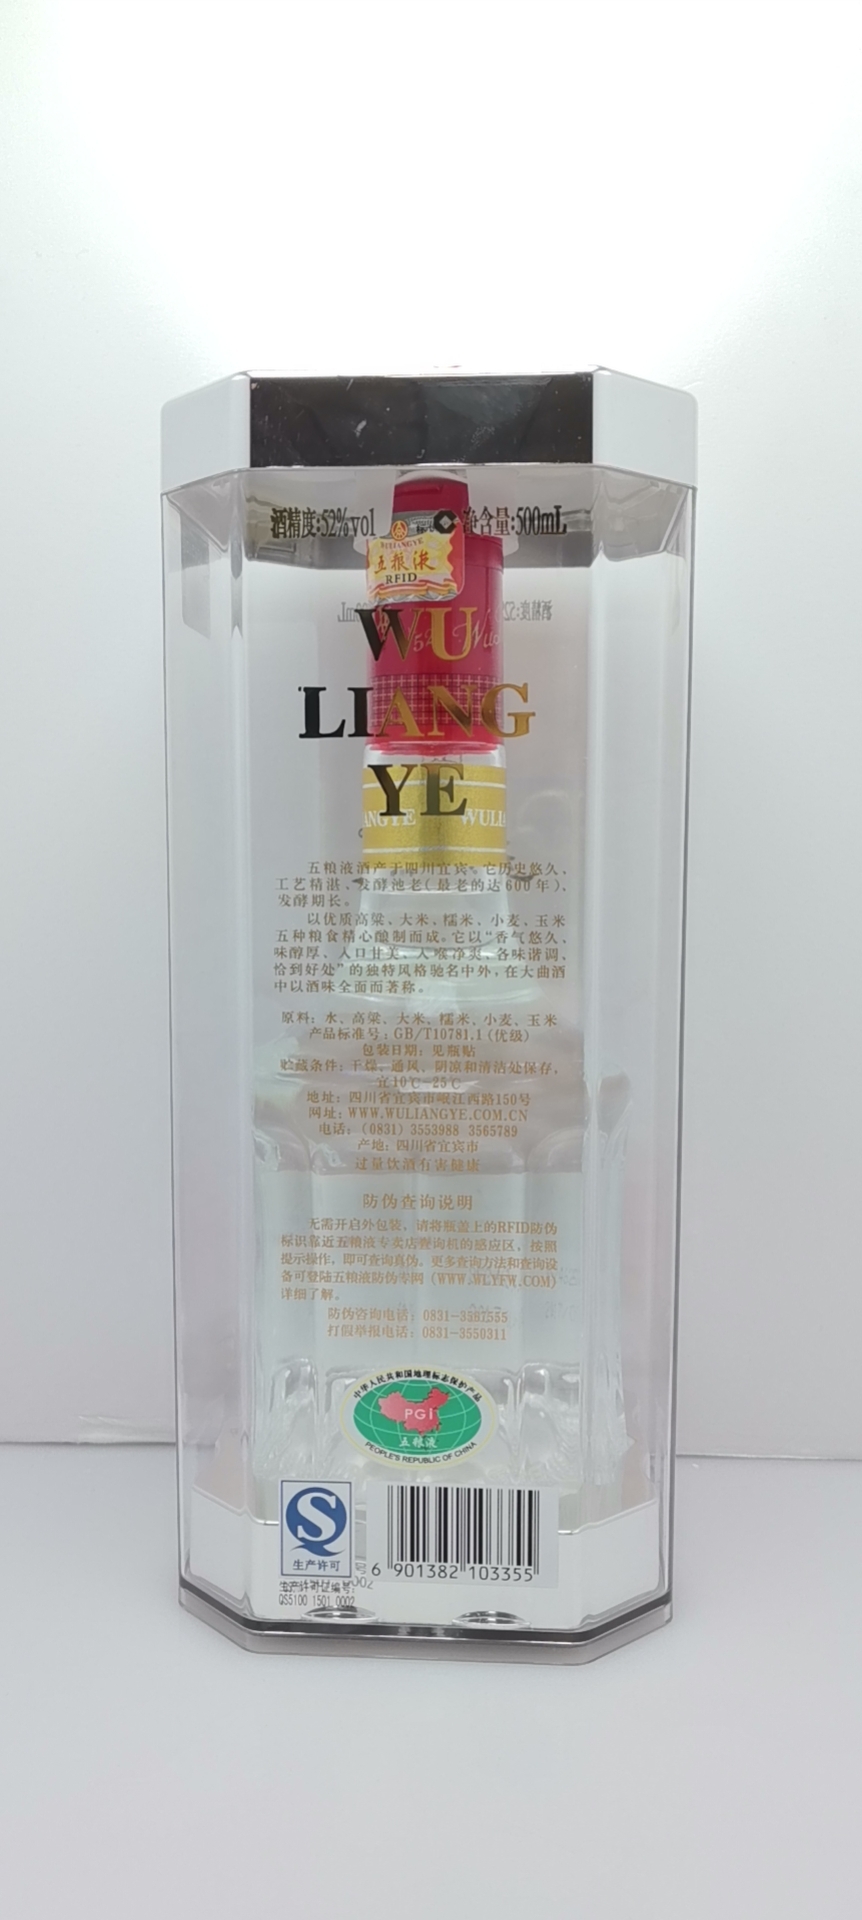 酒精度:52%vol
净含量:500mL
WULIANGYE
五粮液
RFID
WU
LIANG
YE
ANGYE WULI
五粮液酒产于四川宜宾。它历史悠久、
工艺精湛、发酵池老(最老的达600年)、
发酵期长。
以优质高粱、大米、糯米、小麦、玉米
五种粮食精心酿制而成。它以“香气悠久、
味醇厚、入口甘美、入喉净爽、各味谐调、
恰到好处”的独特风格驰名中外,在大曲酒
中以酒味全面而著称。
原料: 水、高粱、大米、糯米、小麦、玉米
产品标准号: GB/T10781.1(优级)
包装日期: 见瓶贴
贮藏条件: 干燥、通风、阴凉和清洁处保存,
宜10℃-25℃
地址: 四川省宜宾市岷江西路150号
网址: WWW.WULIANGYE.COM.CN
电话: (0831) 3553988 3565789
产地: 四川省宜宾市
过量饮酒有害健康
防伪查询说明
无需开启外包装, 请将瓶盖上的RFID防伪
标识靠近五粮液专卖店查询机的感应区, 按照
提示操作, 即可查询真伪。更多查询方法和查询设
备可登陆五粮液防伪专网 (WWW.WLYFW.COM)
详细了解。
防伪咨询电话: 0831-3567555
打假举报电话: 0831-3550311
中华人民共和国地理标志保护产品
PGI
五粮液
PEOPLE'S REPUBLIC OF CHINA
生产许可
生产许可证编号:
QS5100 1501 0002
6 901382 103355